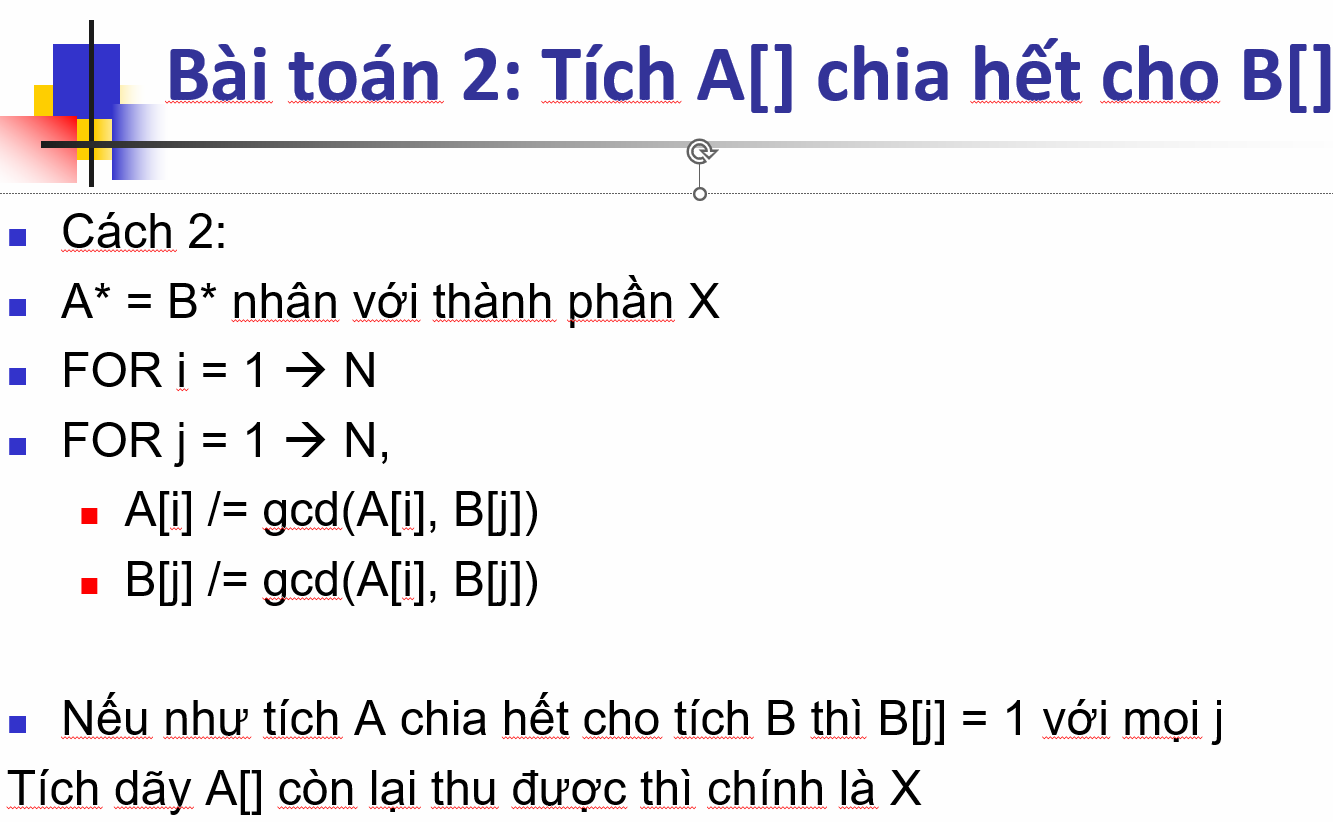 Bài toán 2: Tích A[] chia hết cho B[]
Cách 2:
A* = B* nhân với thành phần X
FOR i = 1 → N
FOR j = 1 → N,
A[i] /= gcd(A[i], B[j])
B[j] /= gcd(A[i], B[j])
Nếu như tích A chia hết cho tích B thì B[j] = 1 với mọi j
Tích dãy A[] còn lại thu được thì chính là X